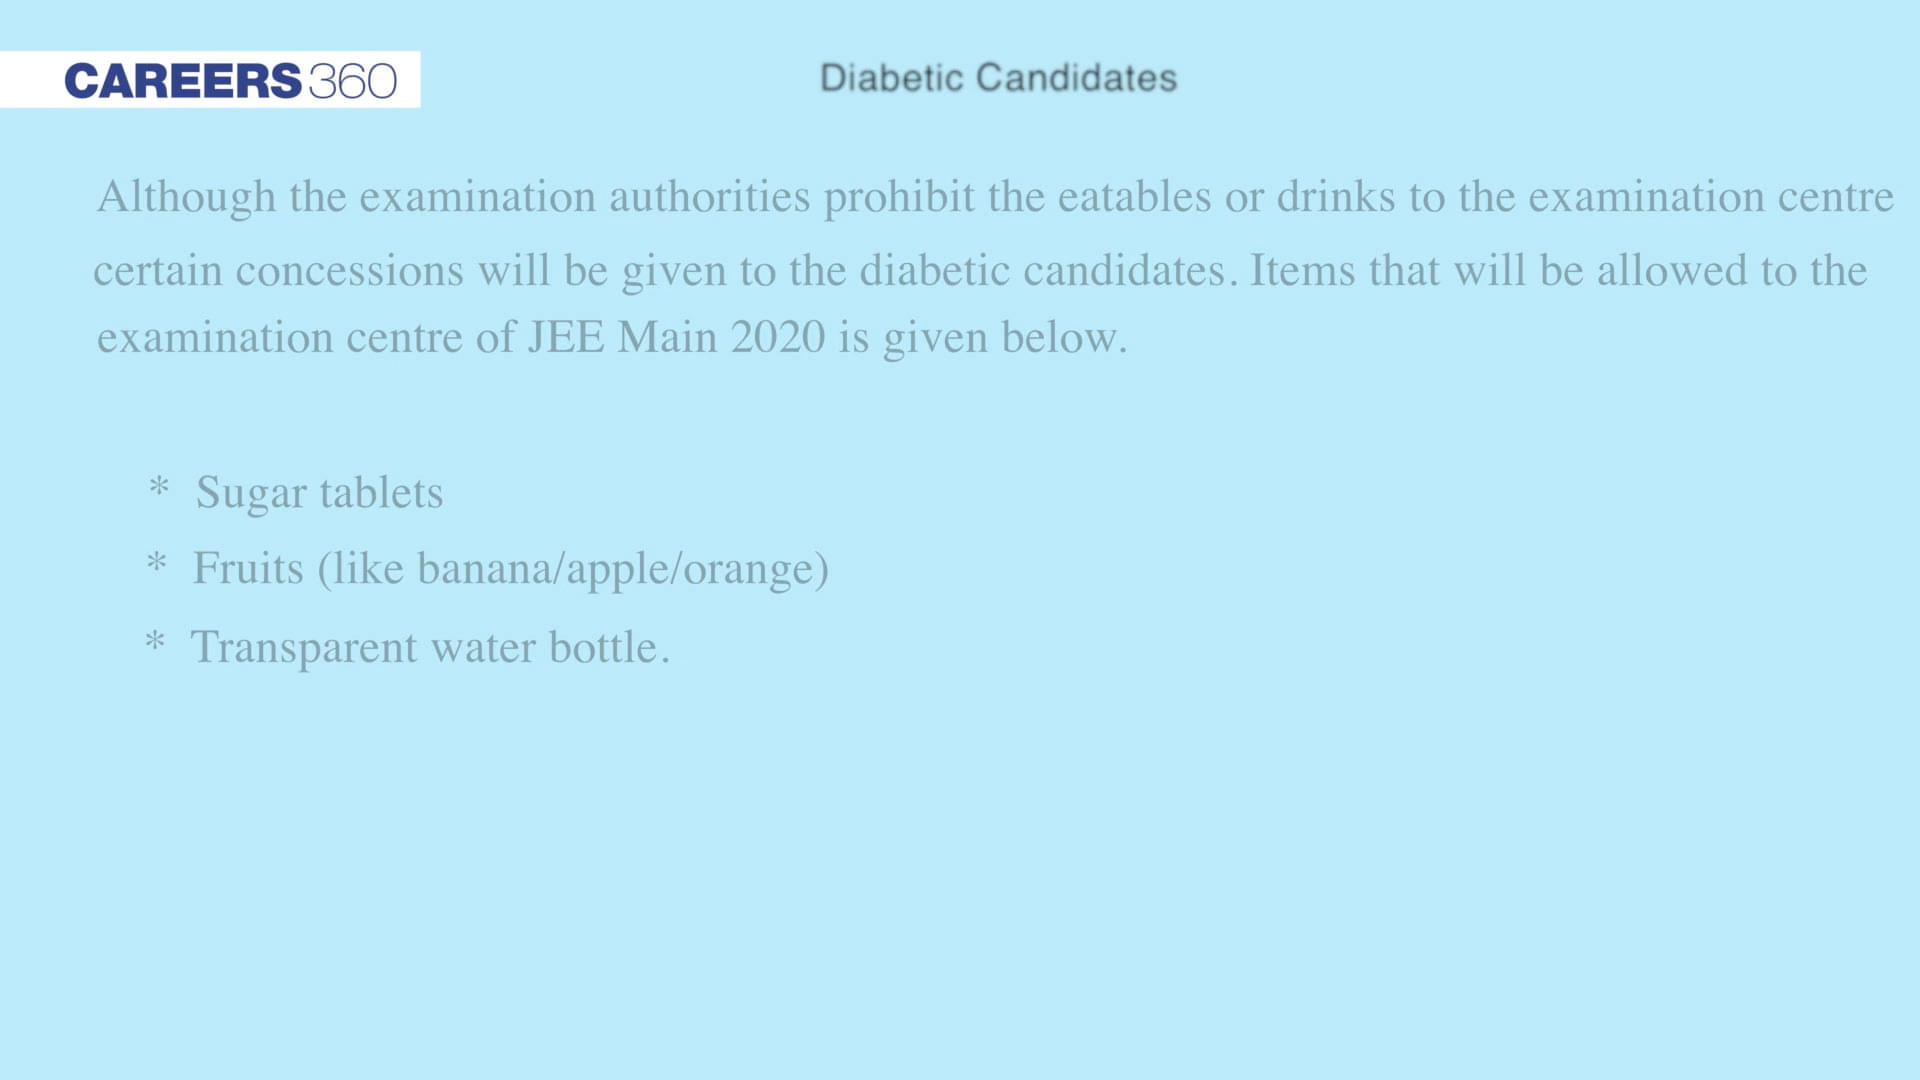 CAREERS360
Diabetic Candidates
Although the examination authorities prohibit the eatables or drinks to the examination centre
certain concessions will be given to the diabetic candidates. Items that will be allowed to the
examination centre of JEE Main 2020 is given below.
* Sugar tablets
* Fruits (like banana/apple/orange)
* Transparent water bottle.